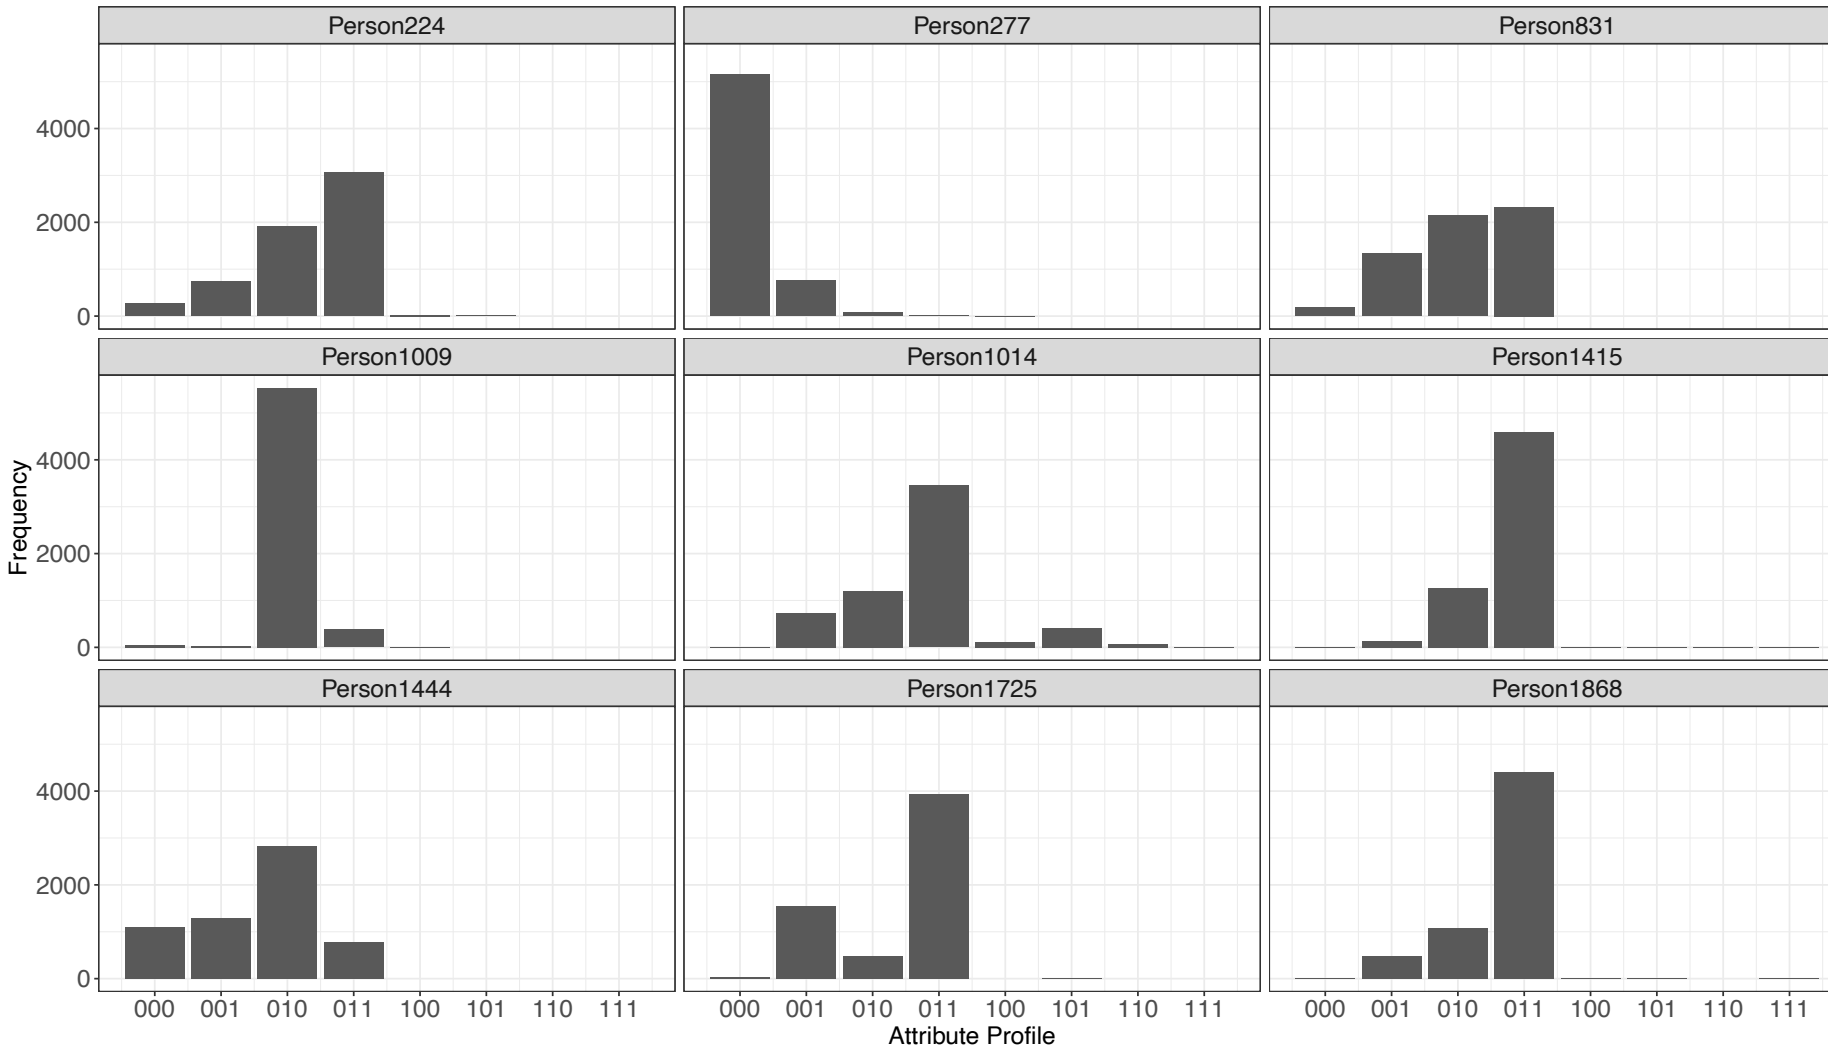 Person224 Person277 Person831
4000
2000
0
Person1009 Person1014 Person1415
Frequency
4000
2000
0
Person1444 Person1725 Person1868
4000
2000
0
000 001 010 011 100 101 110 111 000 001 010 011 100 101 110 111 000 001 010 011 100 101 110 111
Attribute Profile